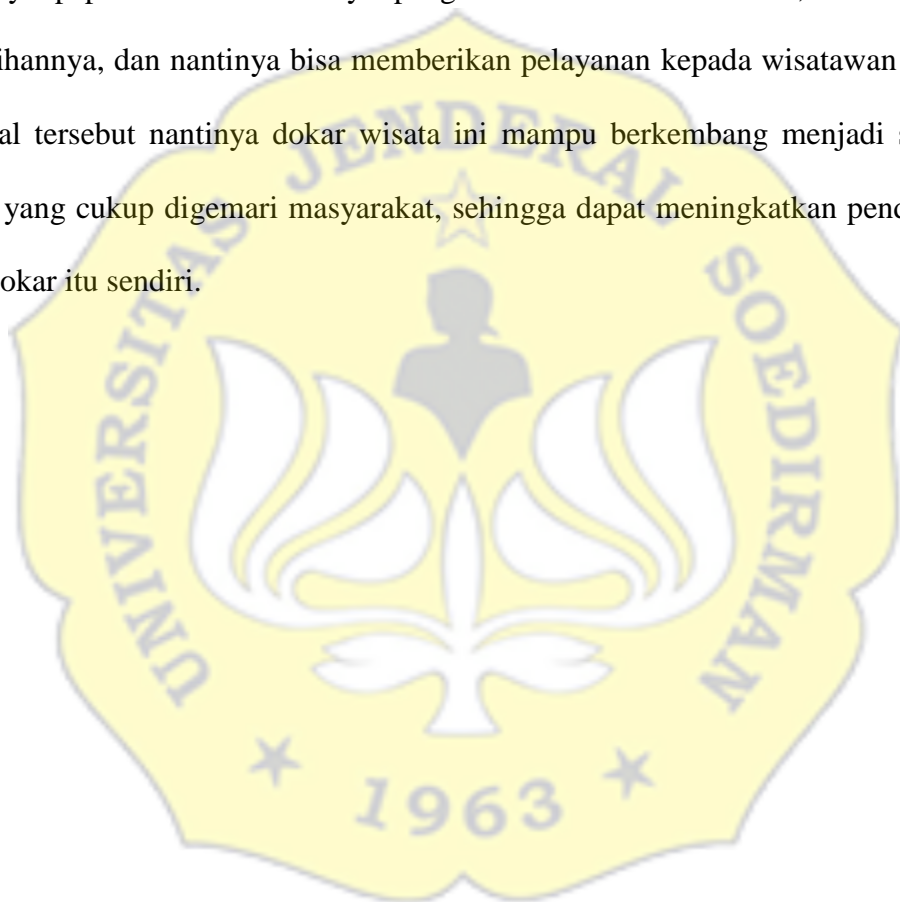 ihannya, dan nantinya bisa memberikan pelayanan kepada wisatawan
al tersebut nantinya dokar wisata ini mampu berkembang menjadi s
yang cukup digemari masyarakat, sehingga dapat meningkatkan pend
okar itu sendiri.
UNIVERSITAS JENDERAL SOEDIRMAN
1963